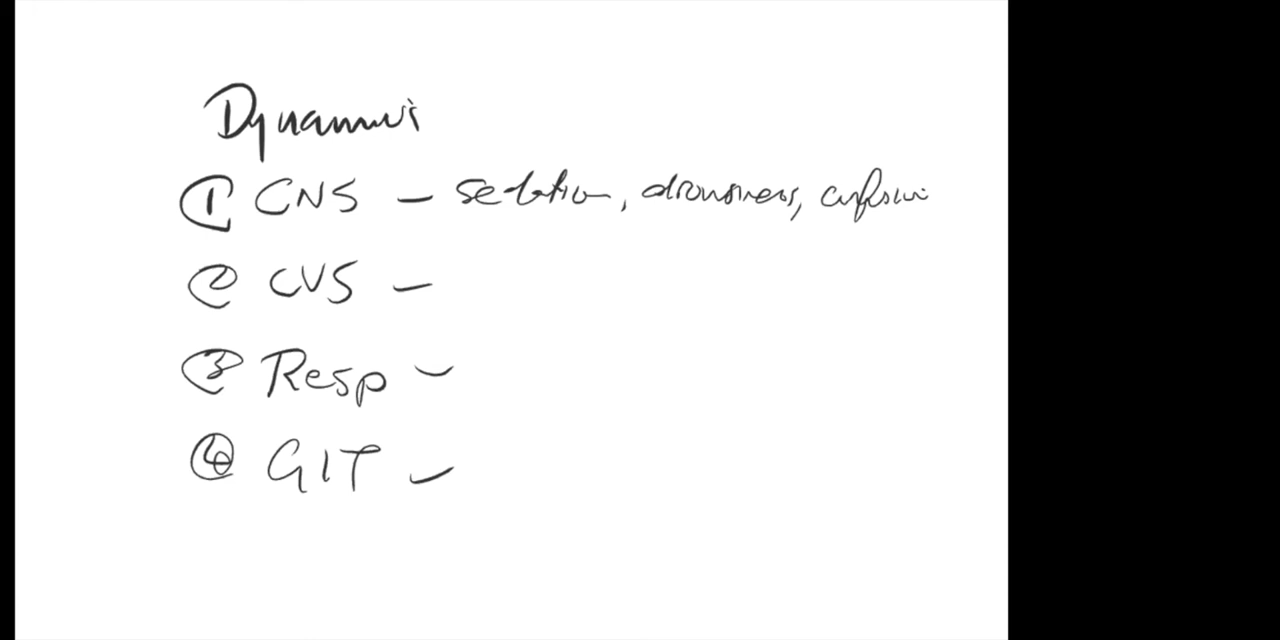 Dynamics
① CNS – sedation, drowsiness, confusion
② CVS –
③ Resp –
④ GIT –